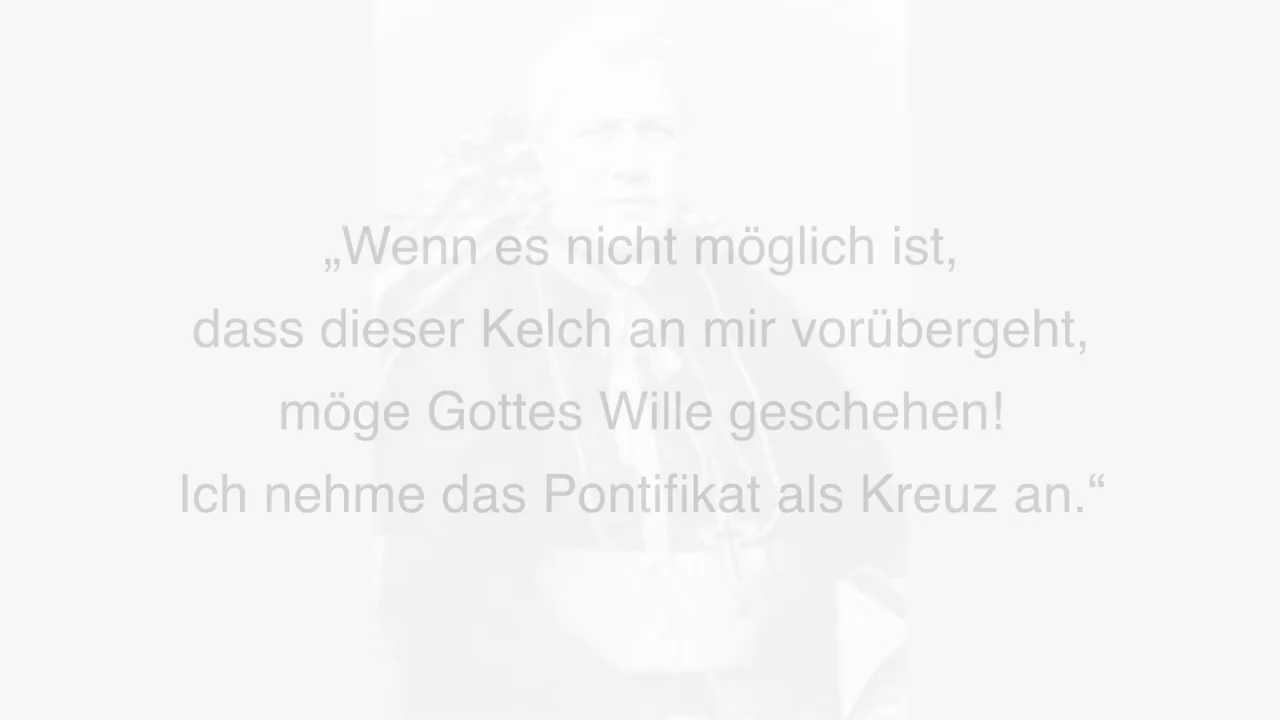 „Wenn es nicht möglich ist,
dass dieser Kelch an mir vorübergeht,
möge Gottes Wille geschehen!
Ich nehme das Pontifikat als Kreuz an.“